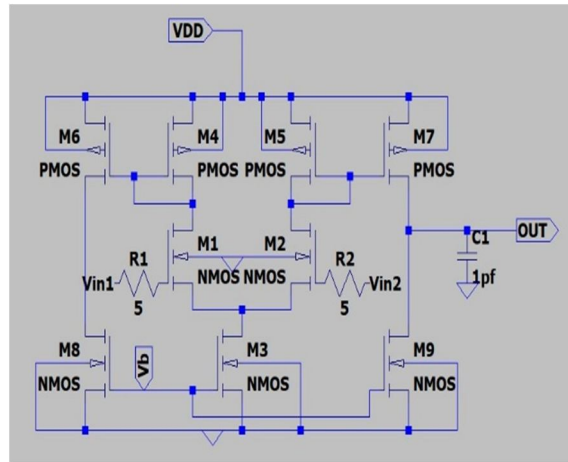 VDD
M6
M4
M5
M7
PMOS
PMOS
PMOS
PMOS
M1
M2
R1
NMOS
NMOS
R2
Vin1
5
5
Vin2
C1
1pf
OUT
M8
Vb
M3
M9
NMOS
NMOS
NMOS